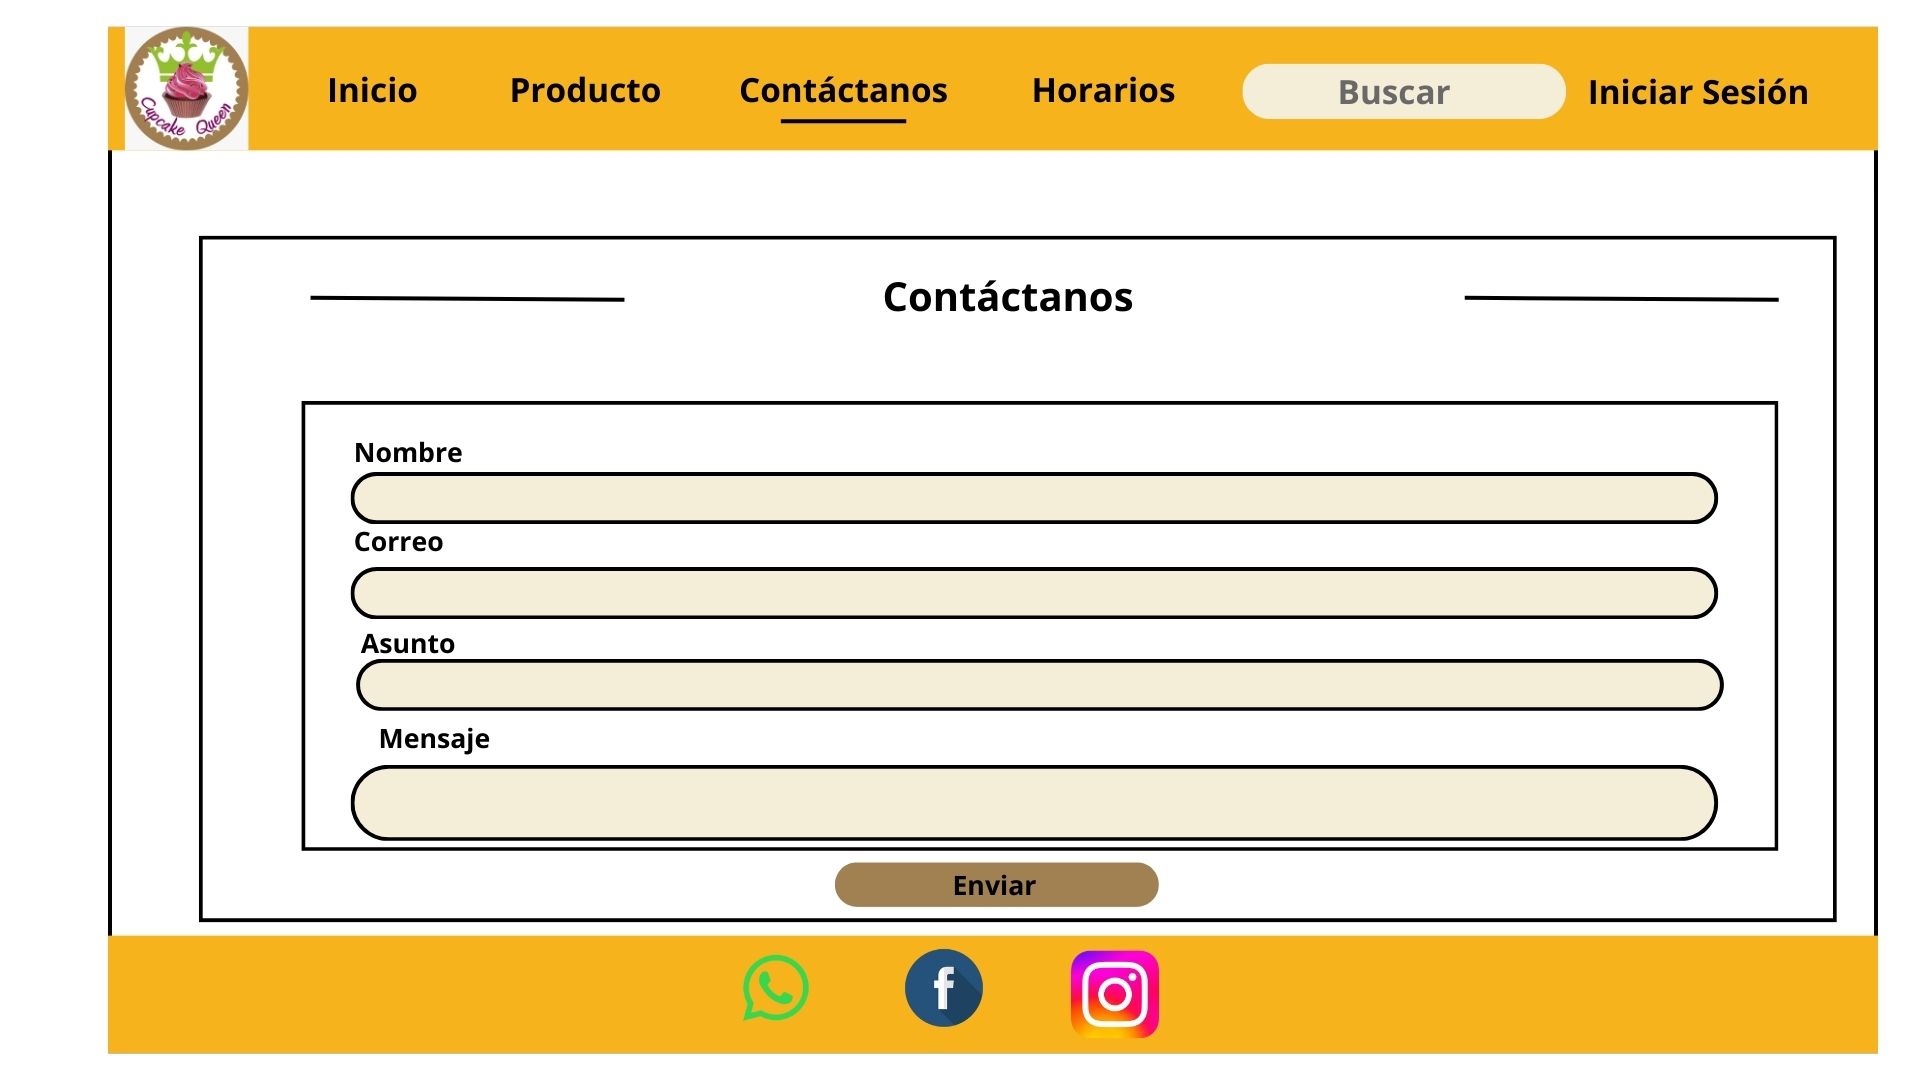 Cupcake Queen
Inicio
Producto
Contáctanos
Horarios
Buscar
Iniciar Sesión
Contáctanos
Nombre
Correo
Asunto
Mensaje
Enviar